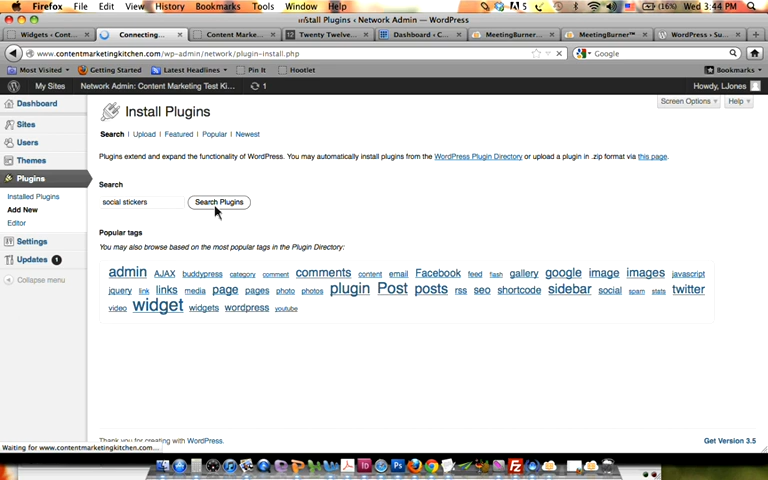 Firefox File Edit View History Bookmarks Tools Window Help 5 (16%) Wed 3:44 PM
Install Plugins ‹ Network Admin — WordPress
Widgets ‹ Cont... Connecting... Content Marke... Twenty Twelve... Dashboard ‹ C... MeetingBurner... MeetingBurner™ WordPress › Su...
www.contentmarketingkitchen.com/wp-admin/network/plugin-install.php Google
Most Visited Getting Started Latest Headlines Pin It Hootlet Bookmarks
My Sites Network Admin: Content Marketing Test Ki... 1 Howdy, LJones
Dashboard
Sites
Users
Themes
Plugins
Installed Plugins
Add New
Editor
Settings
Updates 1
Collapse menu
Screen Options Help
Install Plugins
Search | Upload | Featured | Popular | Newest
Plugins extend and expand the functionality of WordPress. You may automatically install plugins from the WordPress Plugin Directory or upload a plugin in .zip format via this page.
Search
social stickers Search Plugins
Popular tags
You may also browse based on the most popular tags in the Plugin Directory:
admin AJAX buddypress category comment comments content email Facebook feed flash gallery google image images javascript
jquery link links media page pages photo photos plugin Post posts rss seo shortcode sidebar social spam stats twitter
video widget widgets wordpress youtube
Thank you for creating with WordPress. Get Version 3.5
Waiting for www.contentmarketingkitchen.com...